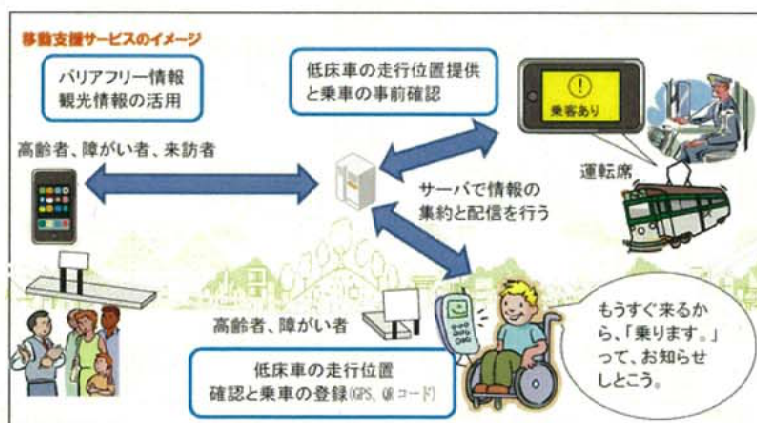 移動支援サービスのイメージ
バリアフリー情報
観光情報の活用
低床車の走行位置提供
と乗車の事前確認
乗客あり
高齢者、障がい者、来訪者
運転席
サーバで情報の
集約と配信を行う
高齢者、障がい者
もうすぐ来るか
ら、「乗ります。」
って、お知らせ
しとこう。
低床車の走行位置
確認と乗車の登録(GPS、QRコード)